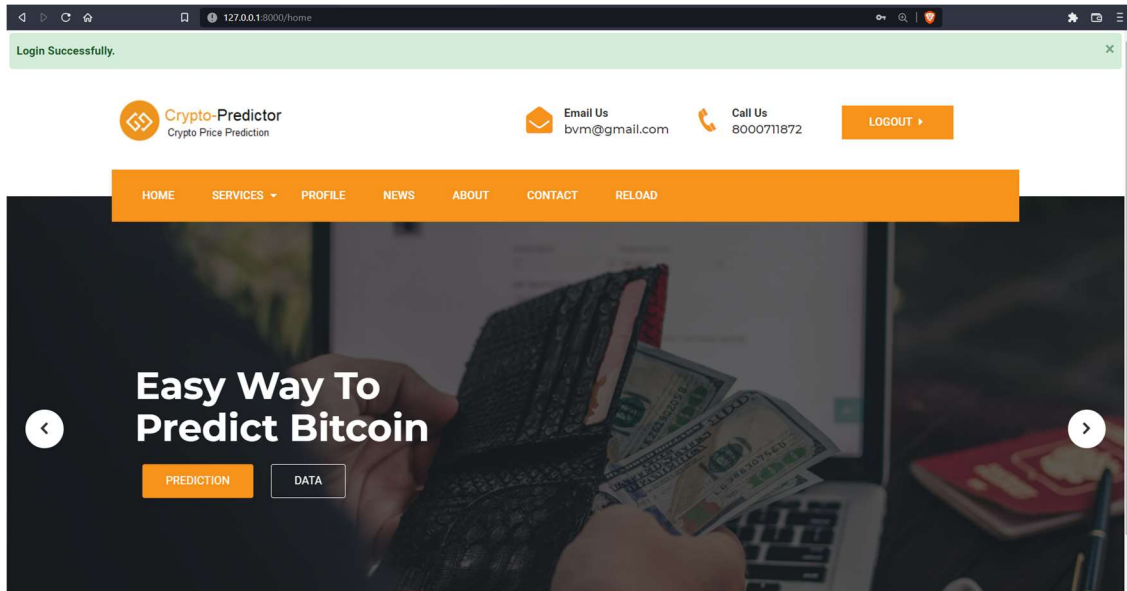 127.0.0.1:8000/home
Login Successfully.
×
Crypto-Predictor
Crypto Price Prediction
Email Us
bvm@gmail.com
Call Us
8000711872
LOGOUT
HOME SERVICES PROFILE NEWS ABOUT CONTACT RELOAD
Easy Way To
Predict Bitcoin
PREDICTION DATA